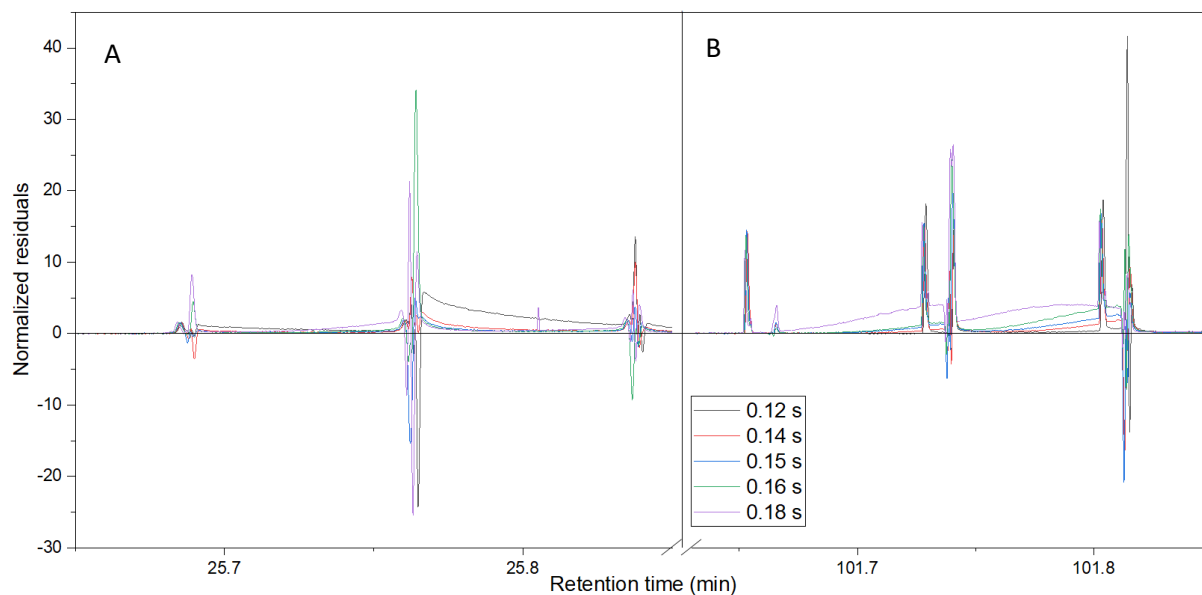 A
B
Normalized residuals
40
30
20
10
0
-10
-20
-30
0.12 s
0.14 s
0.15 s
0.16 s
0.18 s
25.7
25.8
101.7
101.8
Retention time (min)